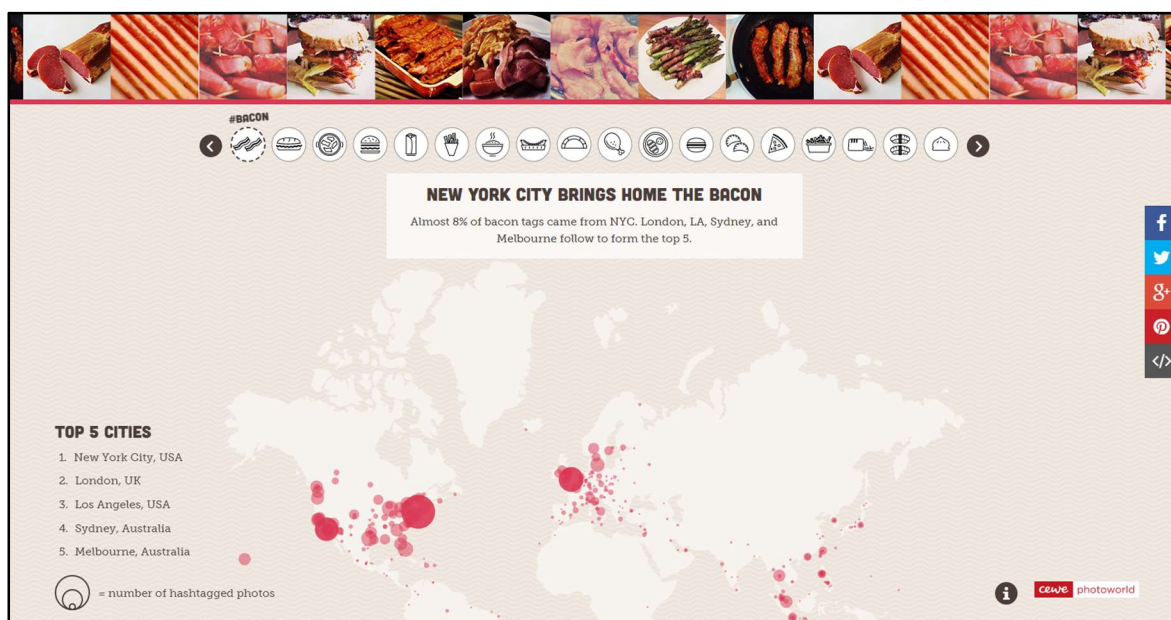 #BACON
NEW YORK CITY BRINGS HOME THE BACON
Almost 8% of bacon tags came from NYC. London, LA, Sydney, and
Melbourne follow to form the top 5.
TOP 5 CITIES
1. New York City, USA
2. London, UK
3. Los Angeles, USA
4. Sydney, Australia
5. Melbourne, Australia
= number of hashtagged photos
cewe photoworld